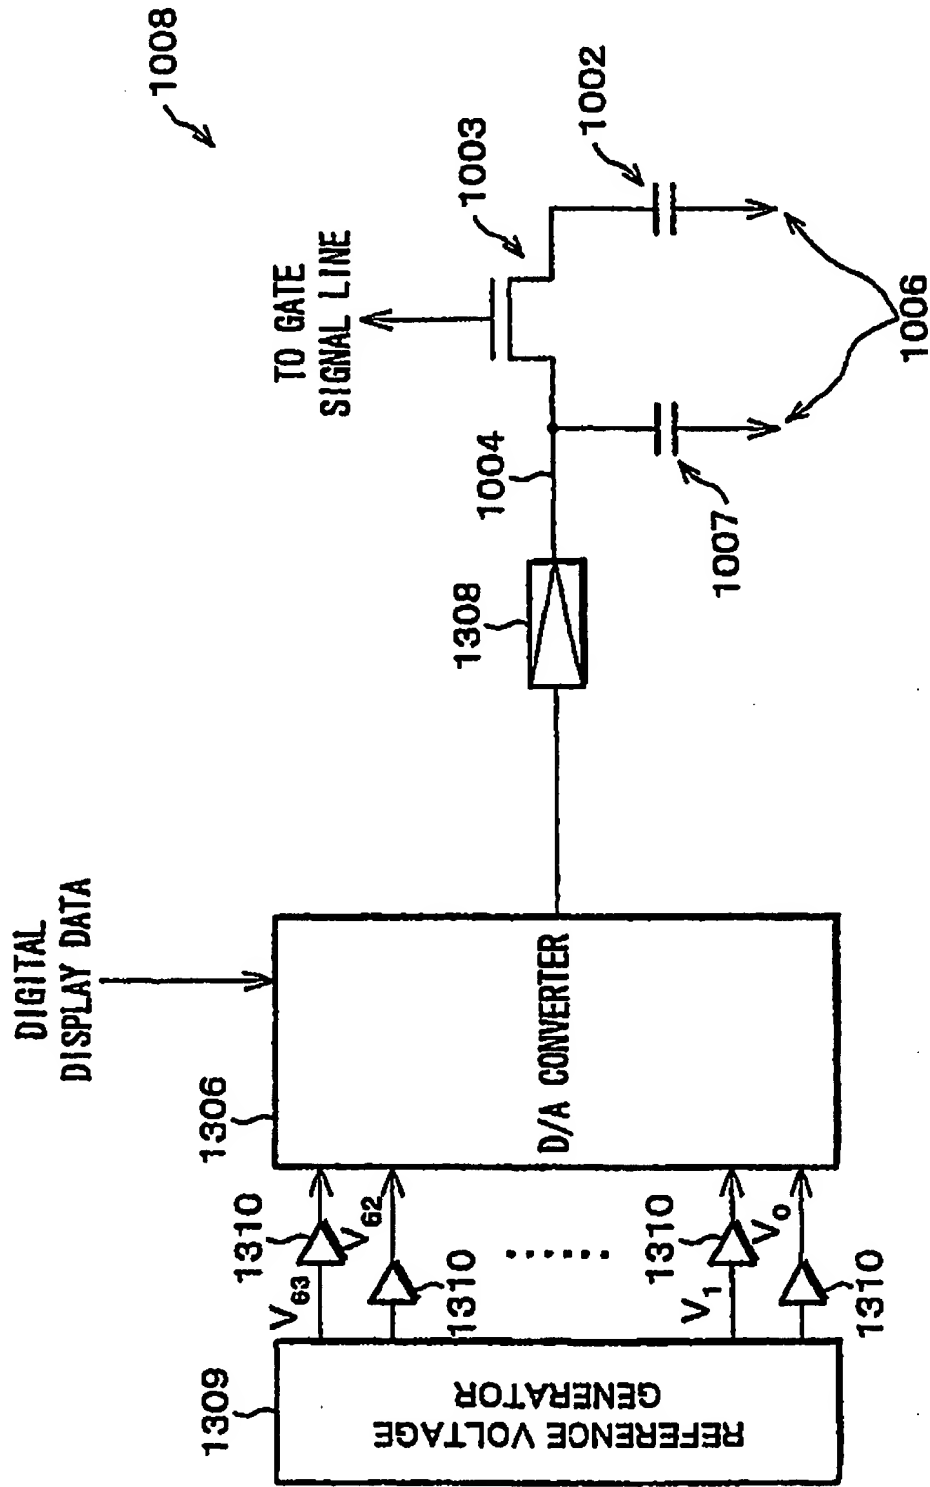 1008
TO GATE
SIGNAL LINE
1003
1002
1004
1006
1007
1308
DIGITAL
DISPLAY DATA
1306
D/A CONVERTER
1310
V63
V62
1310
1310
V1
V0
1310
1309
REFERENCE VOLTAGE
GENERATOR